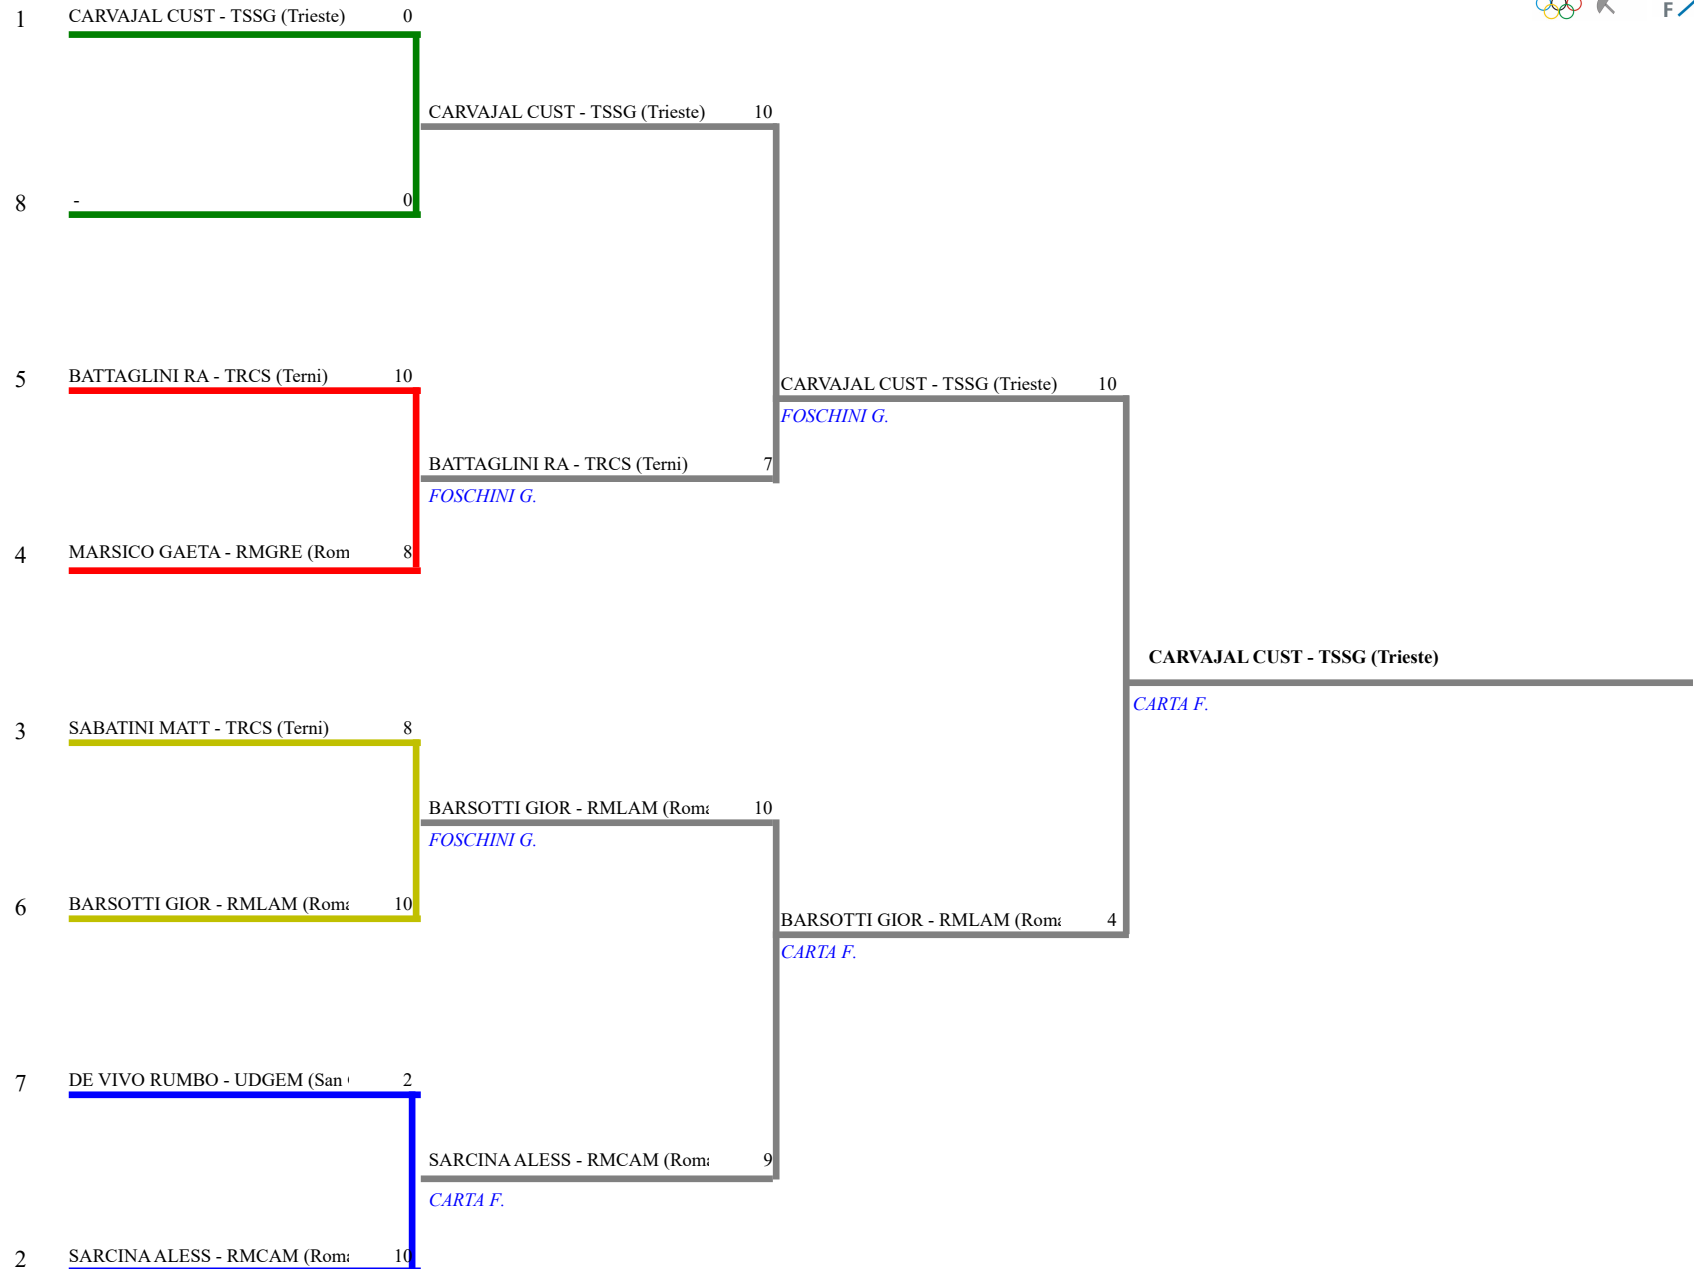 1 CARVAJAL CUST - TSSG (Trieste) 0
F
CARVAJAL CUST - TSSG (Trieste) 10
8 - 0
5 BATTAGLINI RA - TRCS (Terni) 10
CARVAJAL CUST - TSSG (Trieste) 10
FOSCHINI G.
BATTAGLINI RA - TRCS (Terni) 7
FOSCHINI G.
4 MARSICO GAETA - RMGRE (Rom 8
CARVAJAL CUST - TSSG (Trieste)
CARTA F.
3 SABATINI MATT - TRCS (Terni) 8
BARSOTTI GIOR - RMLAM (Roma 10
FOSCHINI G.
6 BARSOTTI GIOR - RMLAM (Roma 10
BARSOTTI GIOR - RMLAM (Roma 4
CARTA F.
7 DE VIVO RUMBO - UDGEM (San 2
SARCINA ALESS - RMCAM (Roma 9
CARTA F.
2 SARCINA ALESS - RMCAM (Roma 10